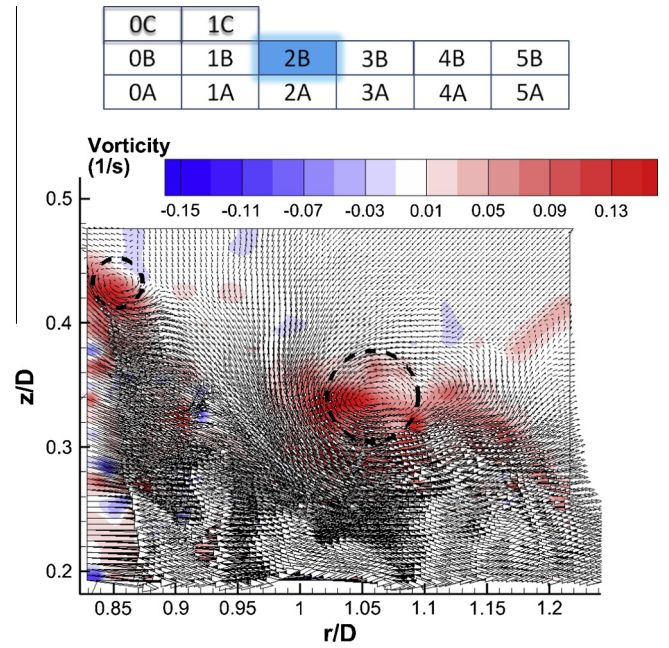 0C 1C
0B 1B 2B 3B 4B 5B
0A 1A 2A 3A 4A 5A
Vorticity
(1/s)
-0.15 -0.11 -0.07 -0.03 0.01 0.05 0.09 0.13
0.5
0.4
0.3
0.2
z/D
0.85 0.9 0.95 1 1.05 1.1 1.15 1.2
r/D